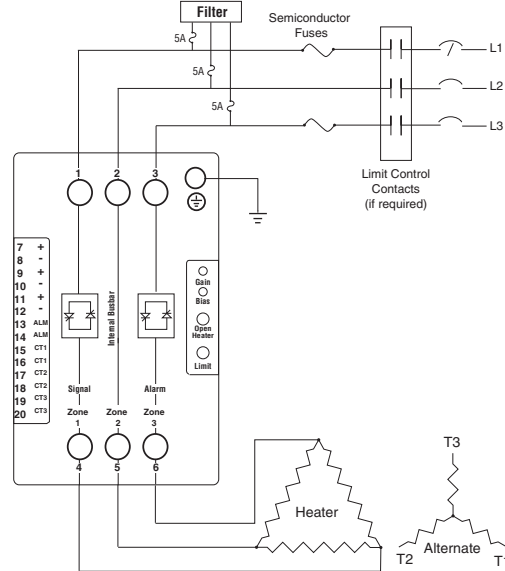 Filter
Semiconductor
Fuses
5A
5A
5A
L1
L2
L3
Limit Control
Contacts
(if required)
1
2
3
7 +
8 -
9 +
10 -
11 +
12 -
13 ALM
14 ALM
15 CT1
16 CT1
17 CT2
18 CT2
19 CT3
20 CT3
Internal Busbar
Gain
Bias
Open
Heater
Limit
Signal
Alarm
Zone
1
Zone
2
Zone
3
4
5
6
Heater
T3
T2
Alternate
T1